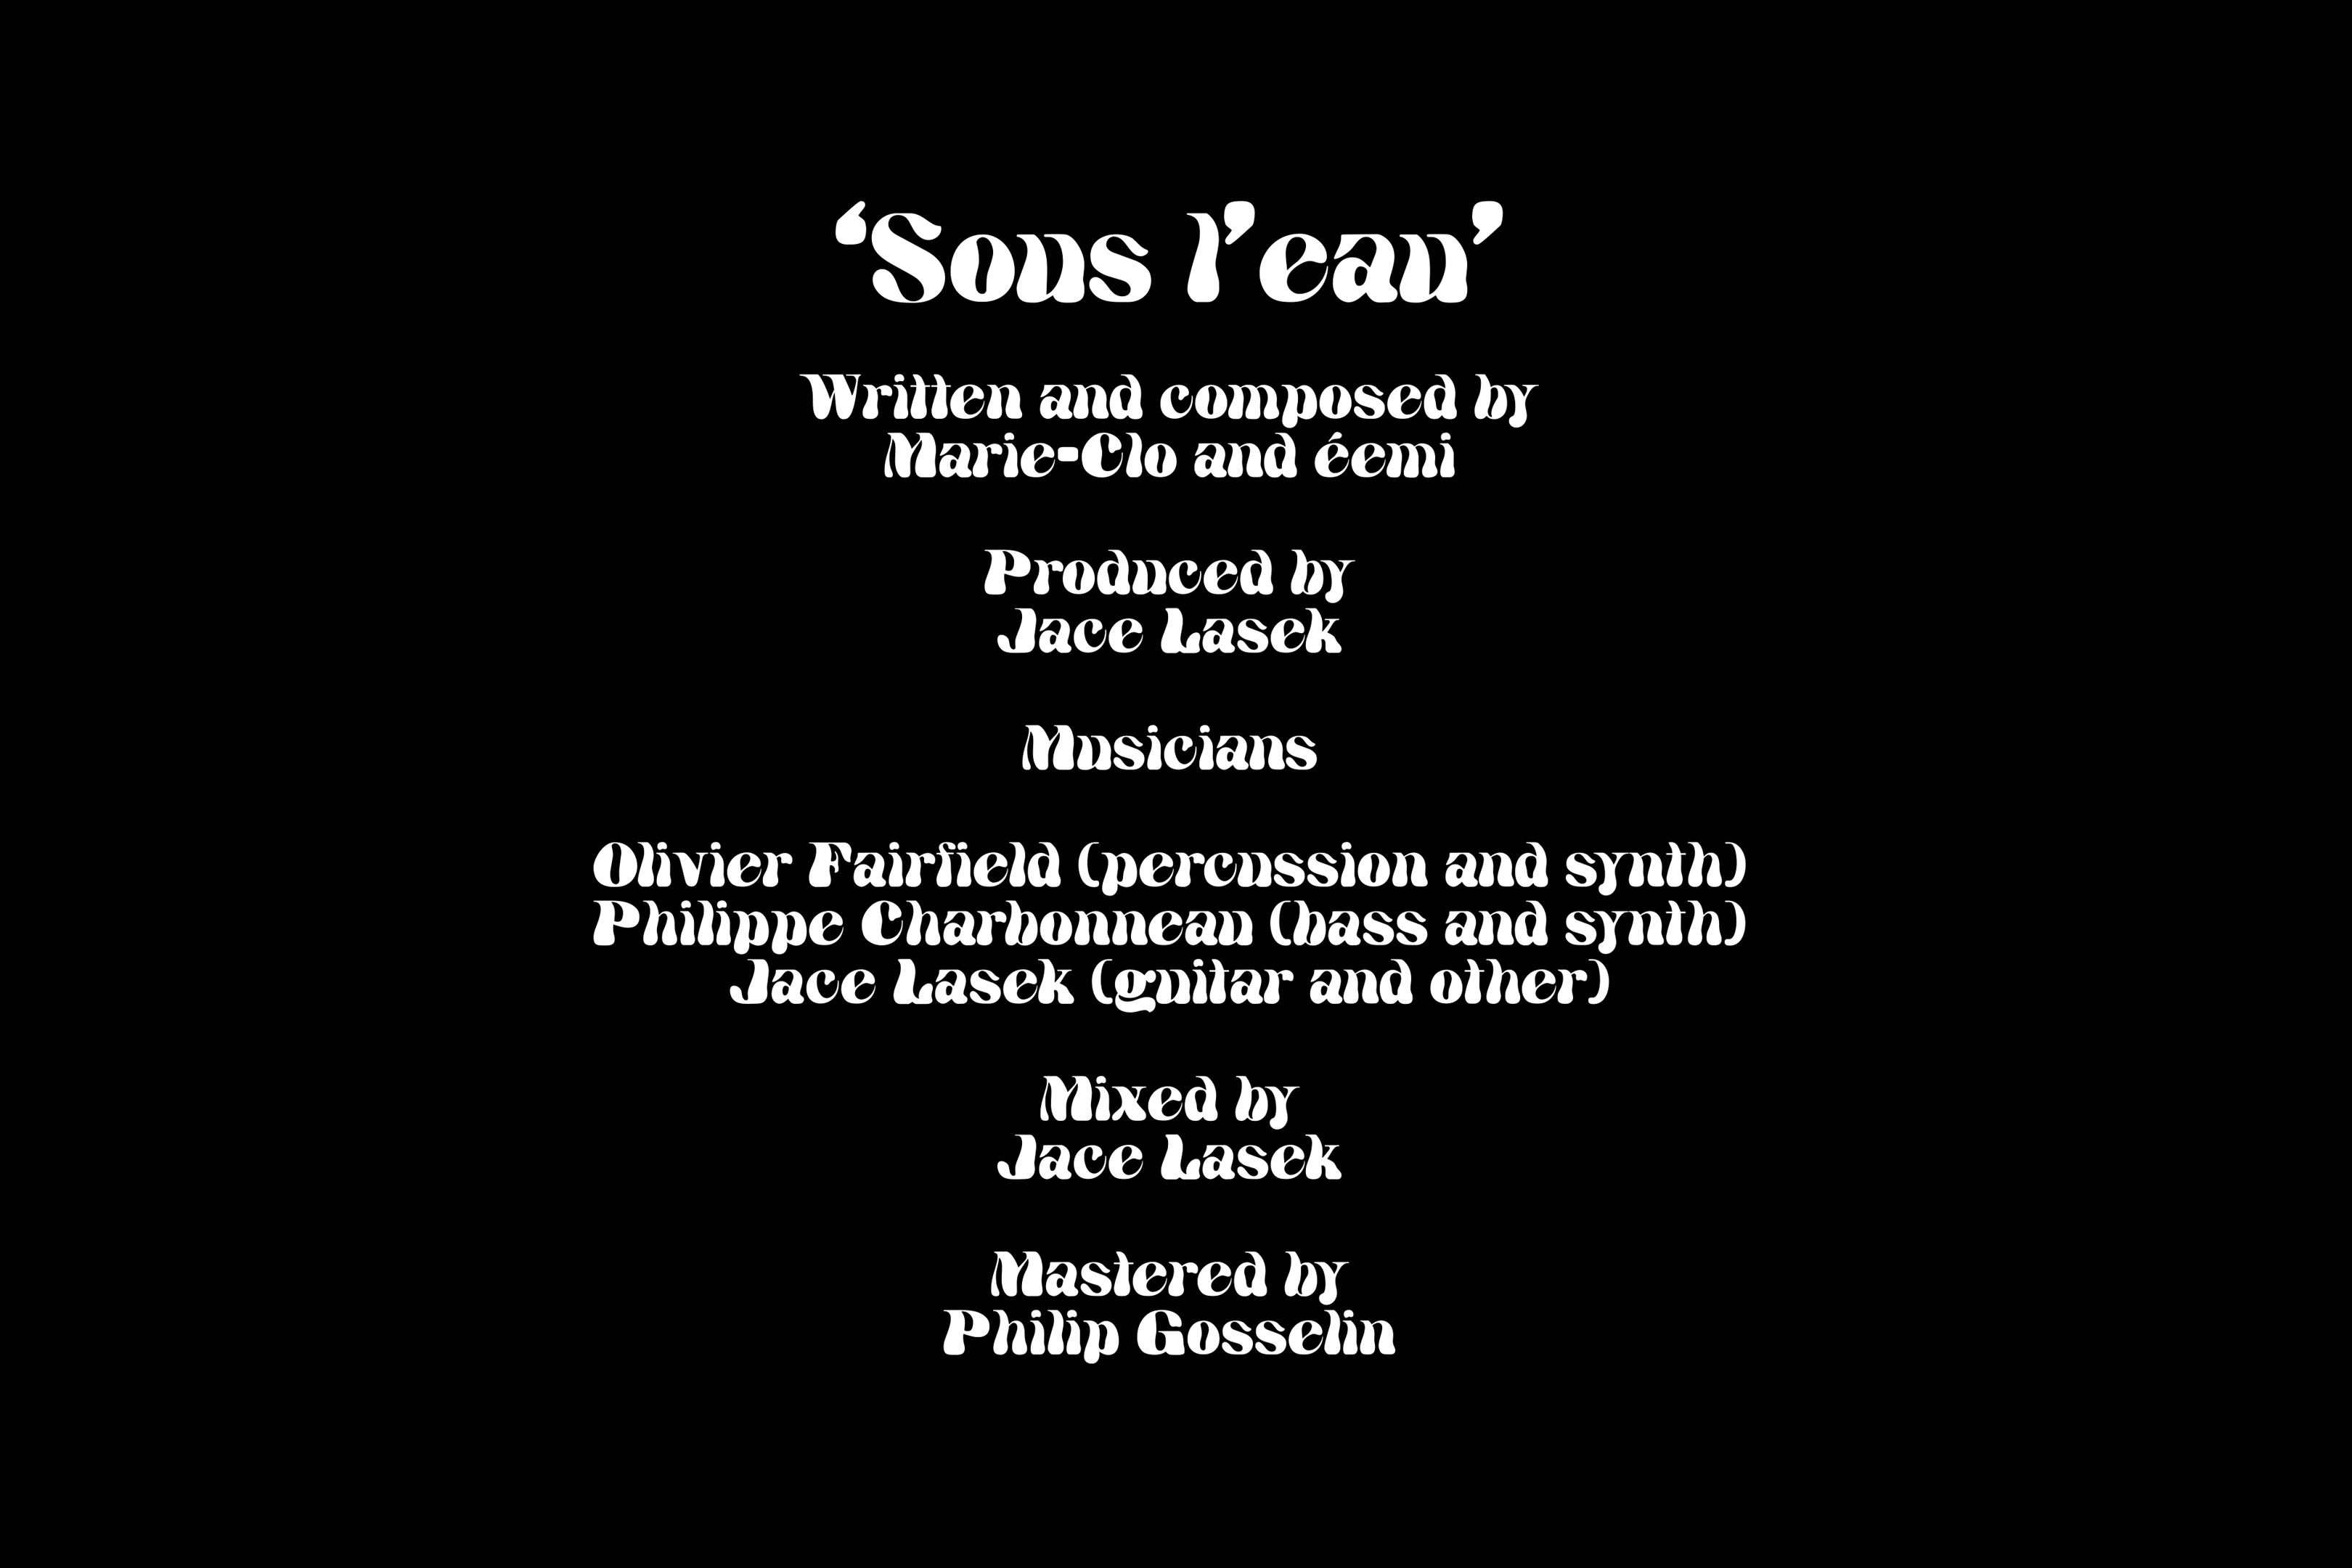 ‘Sous l’eau’
Written and composed by
Marie-Clo and éemi
Produced by
Jace Lasek
Musicians
Olivier Fairfield (percussion and synth)
Philippe Charbonneau (bass and synth)
Jace Lasek (guitar and other)
Mixed by
Jace Lasek
Mastered by
Philip Gosselin